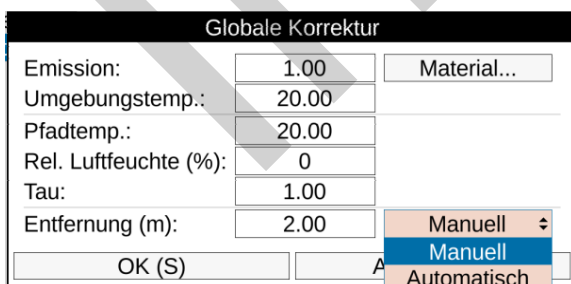 Globale Korrektur
Emission: 1.00 Material...
Umgebungstemp.: 20.00
Pfadtemp.: 20.00
Rel. Luftfeuchte (%): 0
Tau: 1.00
Entfernung (m): 2.00 Manuell
Manuell
OK (S) A
Automatisch